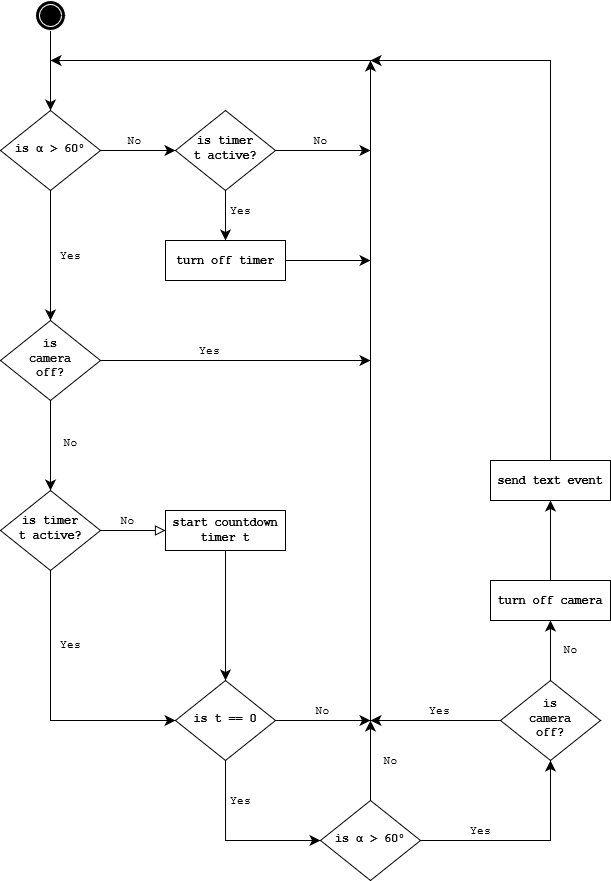 is α > 60°
No
is timer
t active?
No
Yes
turn off timer
Yes
is
camera
off?
Yes
No
is timer
t active?
No
start countdown
timer t
Yes
is t == 0
No
Yes
is α > 60°
No
Yes
is
camera
off?
Yes
No
turn off camera
send text event